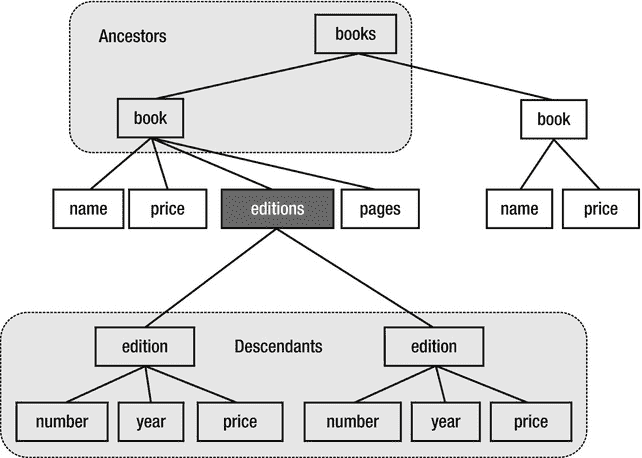 Ancestors
books
book
book
name
price
editions
pages
name
price
edition
Descendants
edition
number
year
price
number
year
price